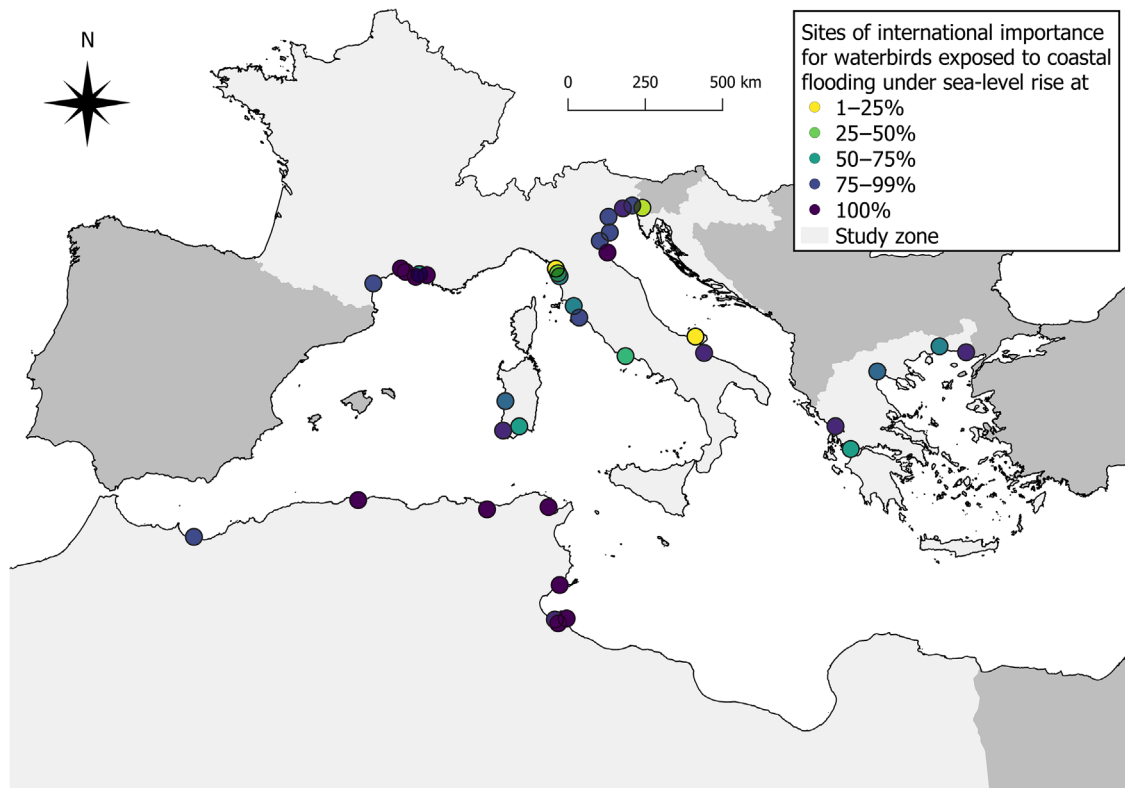 N
0 250 500 km
Sites of international importance
for waterbirds exposed to coastal
flooding under sea-level rise at
1–25%
25–50%
50–75%
75–99%
100%
Study zone